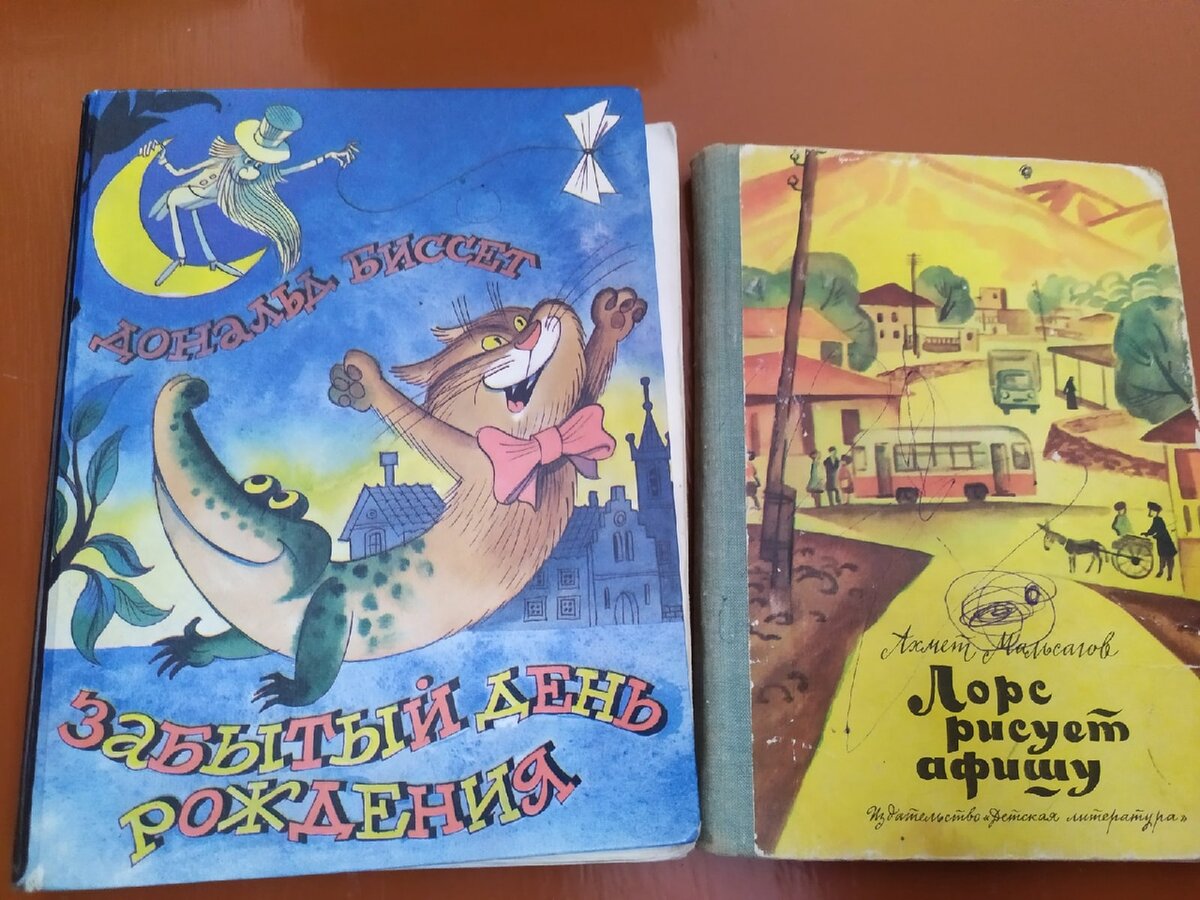 Дональд Биссет
Забытый день
рождения
Ахмет Мальсагов
Лорс
рисует
афишу
Издательство «Детская литература»